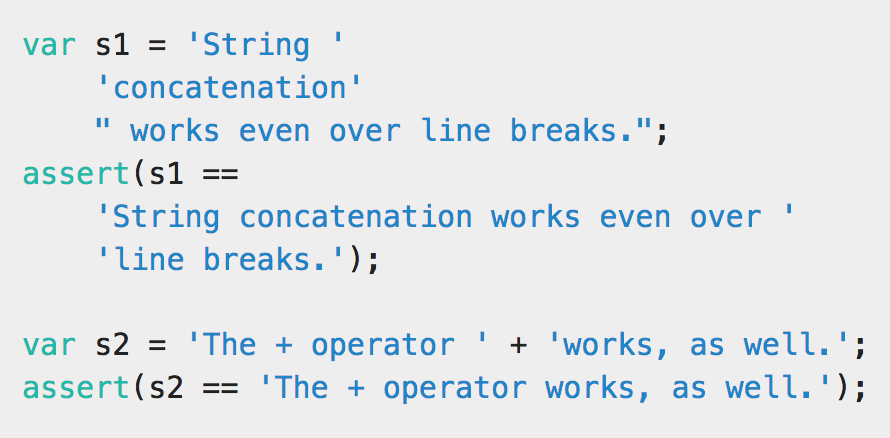 var s1 = 'String '
    'concatenation'
    " works even over line breaks.";
assert(s1 ==
    'String concatenation works even over '
    'line breaks.');

var s2 = 'The + operator ' + 'works, as well.';
assert(s2 == 'The + operator works, as well.');